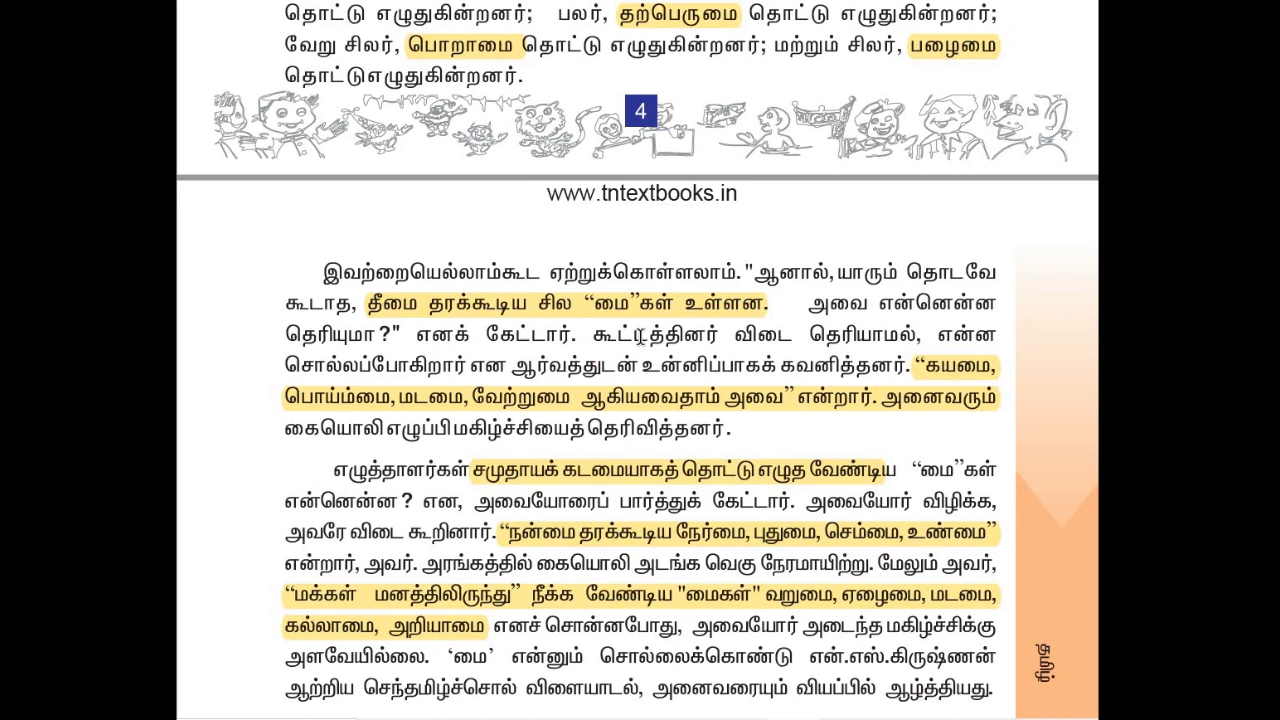 தொட்டு எழுதுகின்றனர்; பலர், தற்பெருமை தொட்டு எழுதுகின்றனர்;
வேறு சிலர், பொறாமை தொட்டு எழுதுகின்றனர்; மற்றும் சிலர், பழைமை
தொட்டுஎழுதுகின்றனர்.
4
www.tntextbooks.in
இவற்றையெல்லாம்கூட ஏற்றுக்கொள்ளலாம். "ஆனால், யாரும் தொடவே
கூடாத, தீமை தரக்கூடிய சில “மை”கள் உள்ளன. அவை என்னென்ன
தெரியுமா?" எனக் கேட்டார். கூட்டத்தினர் விடை தெரியாமல், என்ன
சொல்லப்போகிறார் என ஆர்வத்துடன் உன்னிப்பாகக் கவனித்தனர். “கயமை,
பொய்ம்மை, மடமை, வேற்றுமை ஆகியவைதாம் அவை” என்றார். அனைவரும்
கையொலி எழுப்பி மகிழ்ச்சியைத் தெரிவித்தனர்.
எழுத்தாளர்கள் சமுதாயக் கடமையாகத் தொட்டு எழுத வேண்டிய “மை”கள்
என்னென்ன? என, அவையோரைப் பார்த்துக் கேட்டார். அவையோர் விழிக்க,
அவரே விடை கூறினார். “நன்மை தரக்கூடிய நேர்மை, புதுமை, செம்மை, உண்மை”
என்றார், அவர். அரங்கத்தில் கையொலி அடங்க வெகு நேரமாயிற்று. மேலும் அவர்,
“மக்கள் மனத்திலிருந்து” நீக்க வேண்டிய "மைகள்" வறுமை, ஏழைமை, மடமை,
கல்லாமை, அறியாமை எனச் சொன்னபோது, அவையோர் அடைந்த மகிழ்ச்சிக்கு
அளவேயில்லை. ‘மை’ என்னும் சொல்லைக்கொண்டு என்.எஸ்.கிருஷ்ணன்
ஆற்றிய செந்தமிழ்ச்சொல் விளையாடல், அனைவரையும் வியப்பில் ஆழ்த்தியது.
தமிழ்